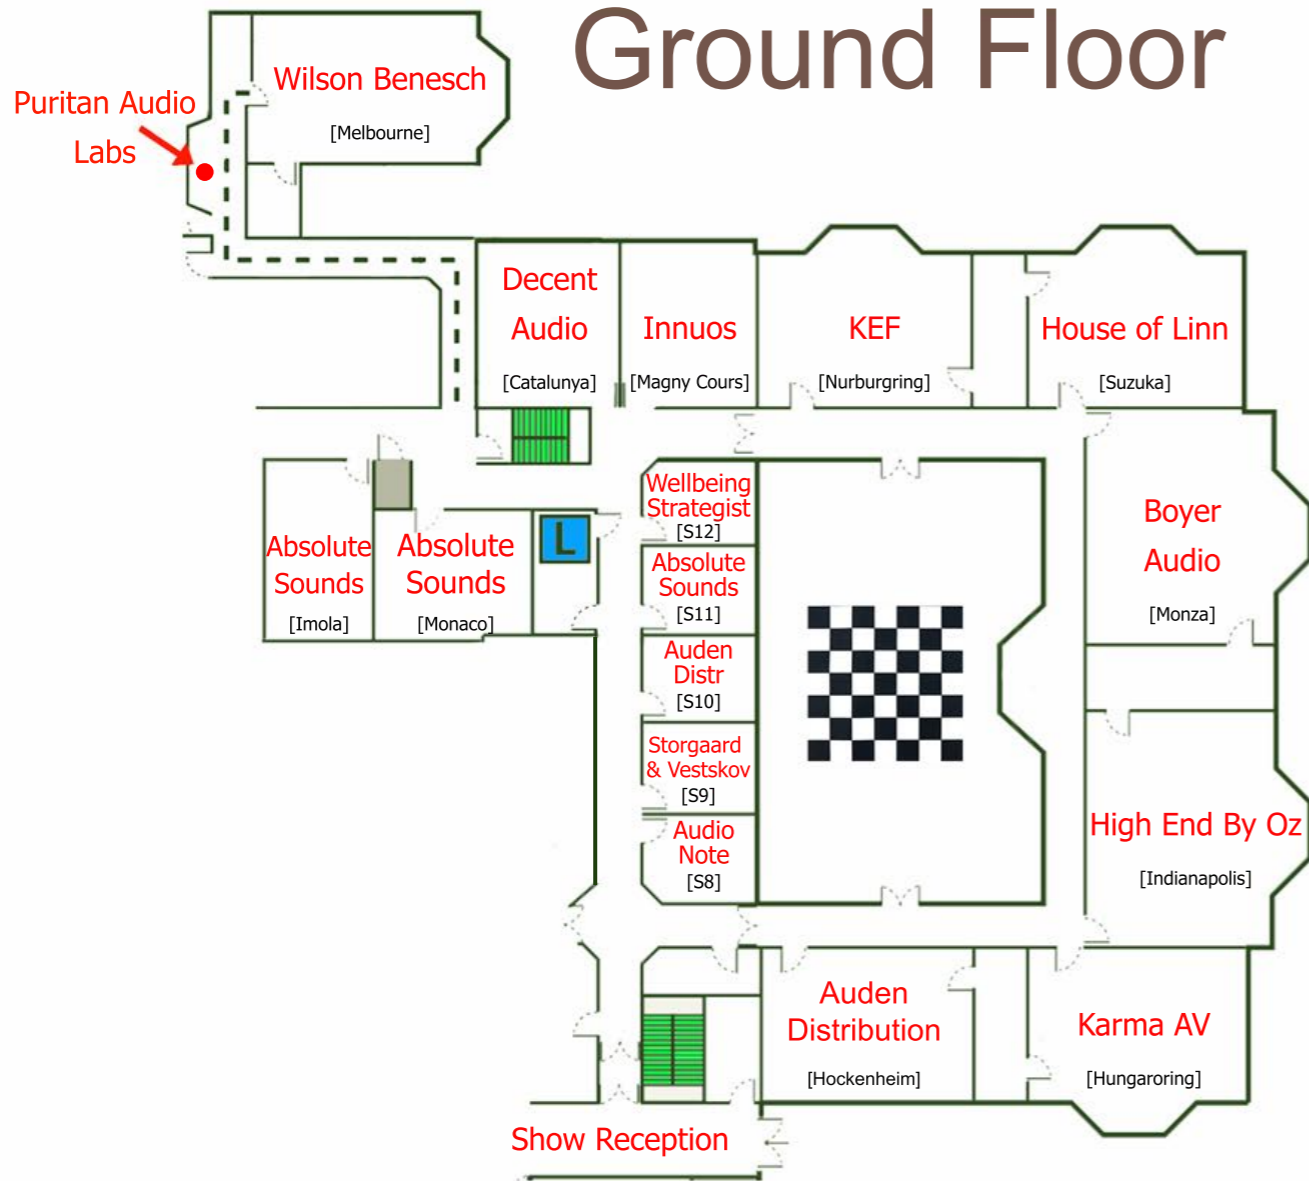 Ground Floor
Wilson Benesch
[Melbourne]
Puritan Audio
Labs
Decent
Audio
[Catalunya]
Innuos
[Magny Cours]
KEF
[Nurburgring]
House of Linn
[Suzuka]
Absolute
Sounds
[Imola]
Absolute
Sounds
[Monaco]
L
Wellbeing
Strategist
[S12]
Absolute
Sounds
[S11]
Auden
Distr
[S10]
Storgaard
& Vestskov
[S9]
Audio
Note
[S8]
Boyer
Audio
[Monza]
High End By Oz
[Indianapolis]
Auden
Distribution
[Hockenheim]
Karma AV
[Hungaroring]
Show Reception